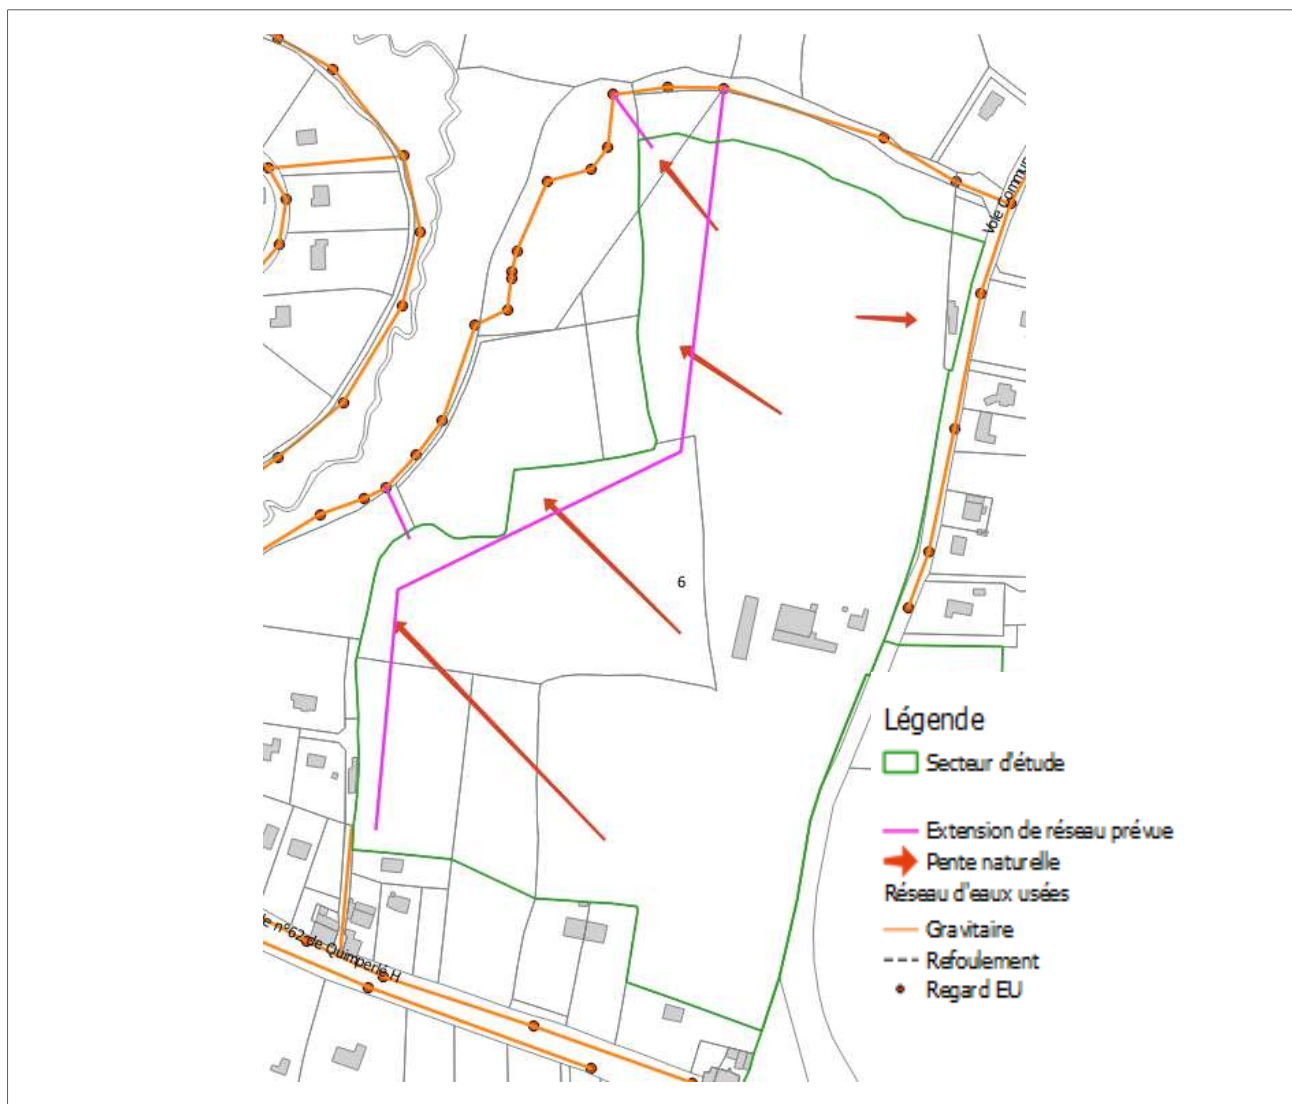 Voie Commun
6
Légende
Secteur d'étude
Extension de réseau prévue
Pente naturelle
Réseau d'eaux usées
Gravitaire
Refoulement
Regard EU
e n°62 de Quimperlé H